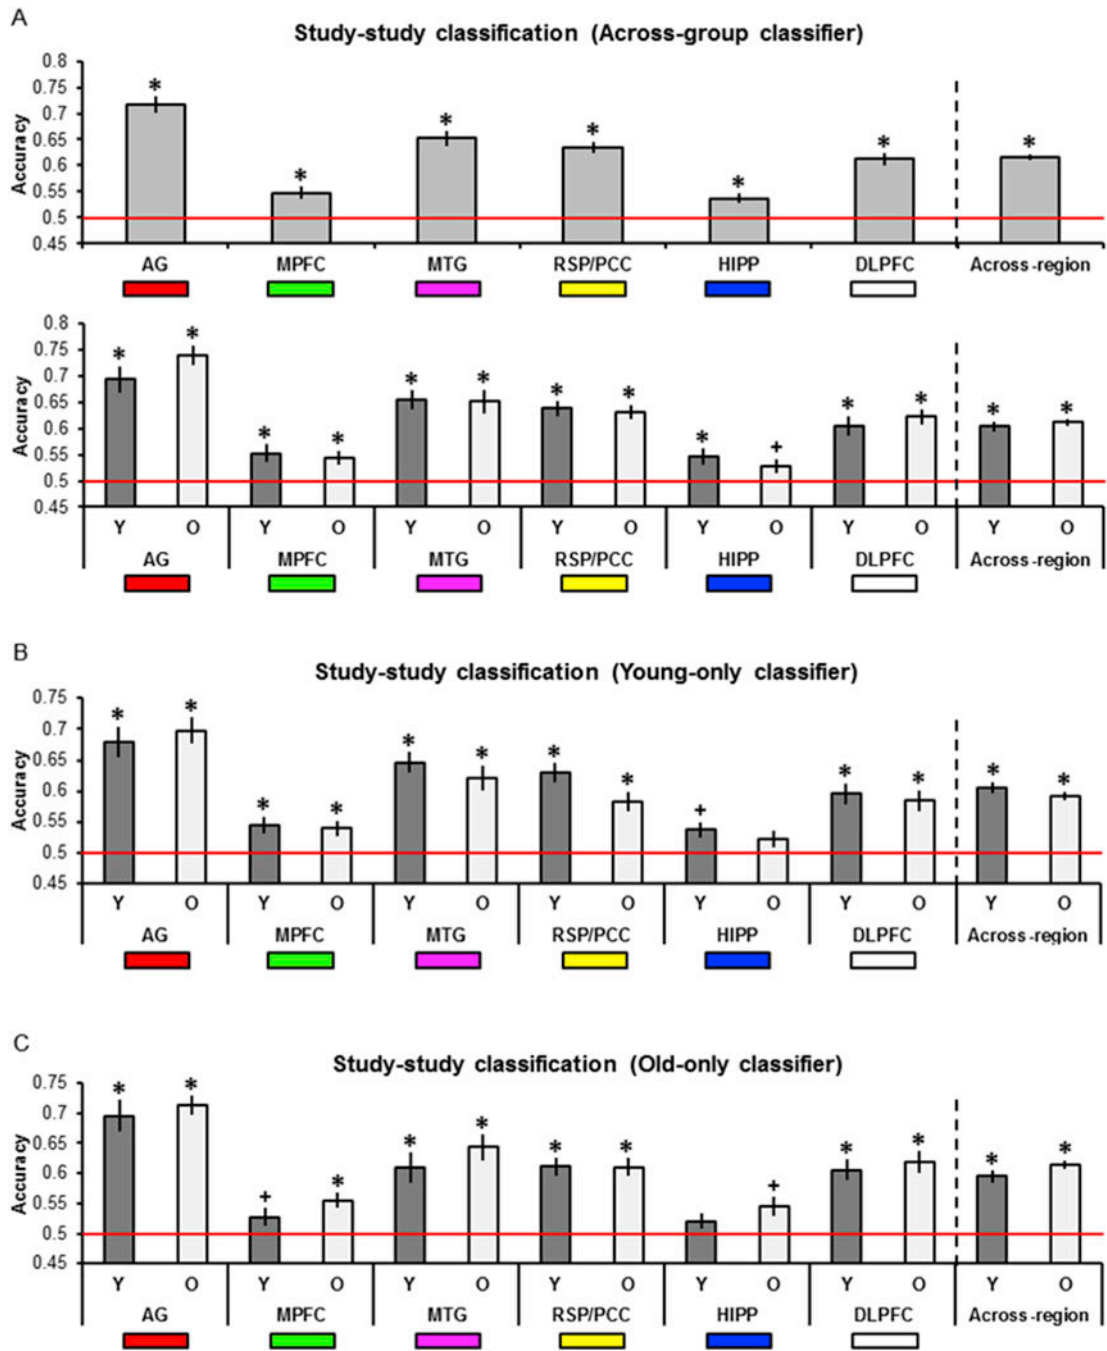 A
Study-study classification (Across-group classifier)
Accuracy
0.8
0.75
0.7
0.65
0.6
0.55
0.5
0.45
* * * * * * *
AG MPFC MTG RSP/PCC HIPP DLPFC Across-region
Accuracy
0.8
0.75
0.7
0.65
0.6
0.55
0.5
0.45
* * * * * * * * * + * * * *
Y O Y O Y O Y O Y O Y O Y O
AG MPFC MTG RSP/PCC HIPP DLPFC Across-region
B
Study-study classification (Young-only classifier)
Accuracy
0.75
0.7
0.65
0.6
0.55
0.5
0.45
* * * * * * * * + * * * *
Y O Y O Y O Y O Y O Y O Y O
AG MPFC MTG RSP/PCC HIPP DLPFC Across-region
C
Study-study classification (Old-only classifier)
Accuracy
0.75
0.7
0.65
0.6
0.55
0.5
0.45
* * + * * * * * + * * * *
Y O Y O Y O Y O Y O Y O Y O
AG MPFC MTG RSP/PCC HIPP DLPFC Across-region